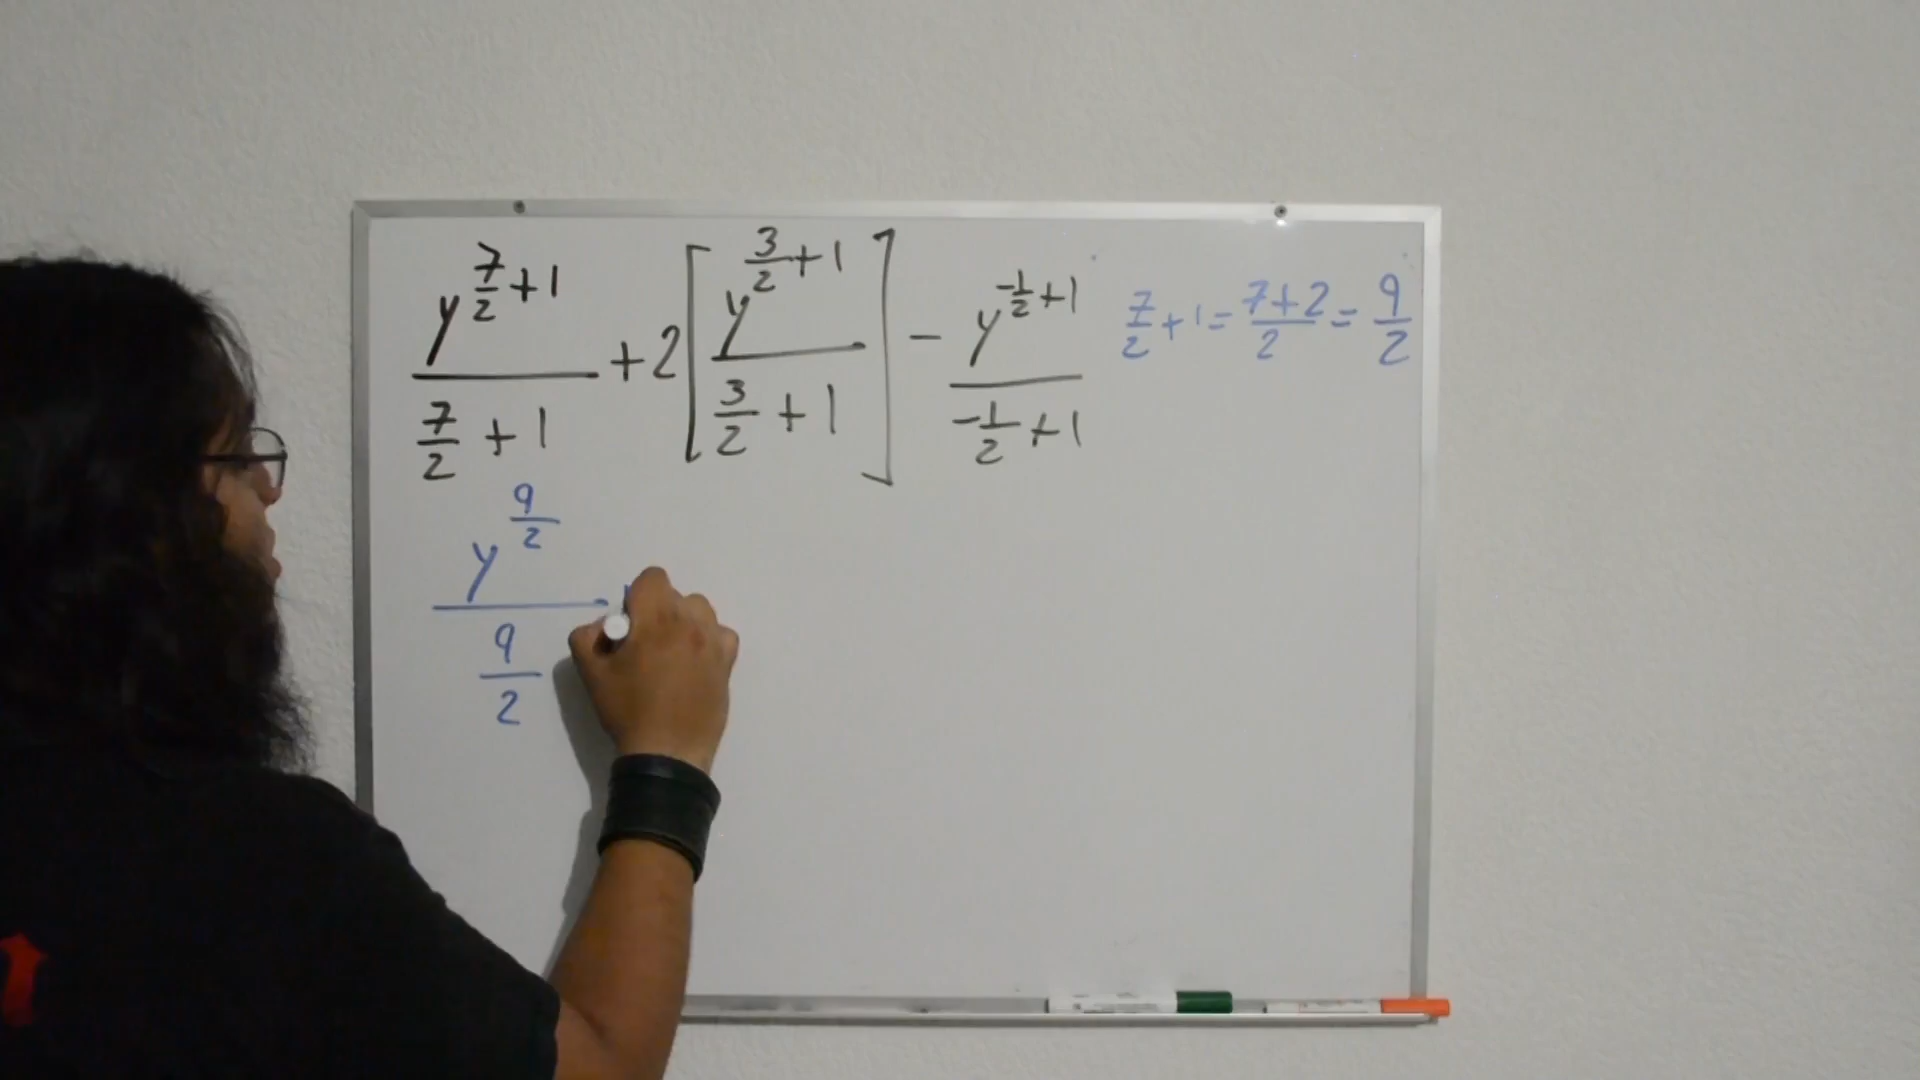 y^(7/2+1)/(7/2+1) + 2[y^(3/2+1)/(3/2+1)] - y^(-1/2+1)/(-1/2+1)
7/2+1=(7+2)/2=9/2
y^(9/2)/(9/2)